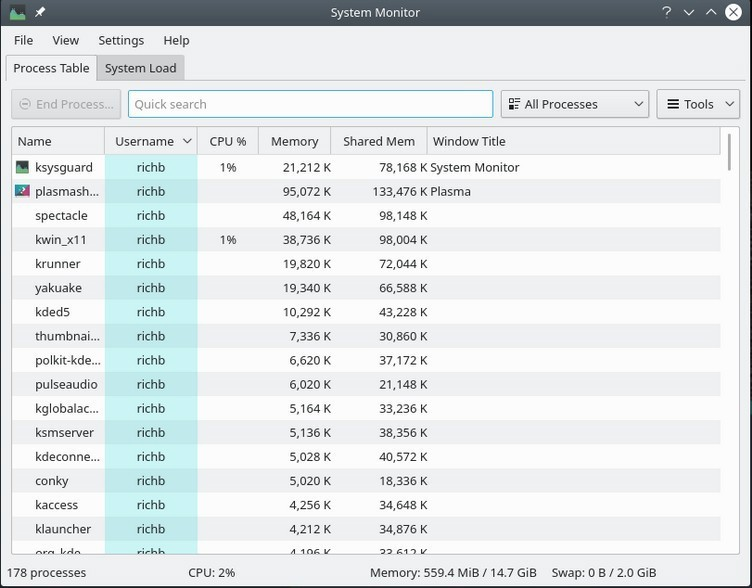 System Monitor
File View Settings Help
Process Table System Load
End Process... Quick search All Processes Tools
Name Username CPU % Memory Shared Mem Window Title
ksysguard richb 1% 21,212 K 78,168 K System Monitor
plasmash... richb 95,072 K 133,476 K Plasma
spectacle richb 48,164 K 98,148 K
kwin_x11 richb 1% 38,736 K 98,004 K
krunner richb 19,820 K 72,044 K
yakuake richb 19,340 K 66,588 K
kded5 richb 10,292 K 43,228 K
thumbnai... richb 7,336 K 30,860 K
polkit-kde... richb 6,620 K 37,172 K
pulseaudio richb 6,020 K 21,148 K
kglobalac... richb 5,164 K 33,236 K
ksmserver richb 5,136 K 38,356 K
kdeconne... richb 5,028 K 40,572 K
conky richb 5,020 K 18,336 K
kaccess richb 4,256 K 34,648 K
klauncher richb 4,212 K 34,876 K
org_kde... richb 4,196 K 33,612 K
178 processes CPU: 2% Memory: 559.4 MiB / 14.7 GiB Swap: 0 B / 2.0 GiB